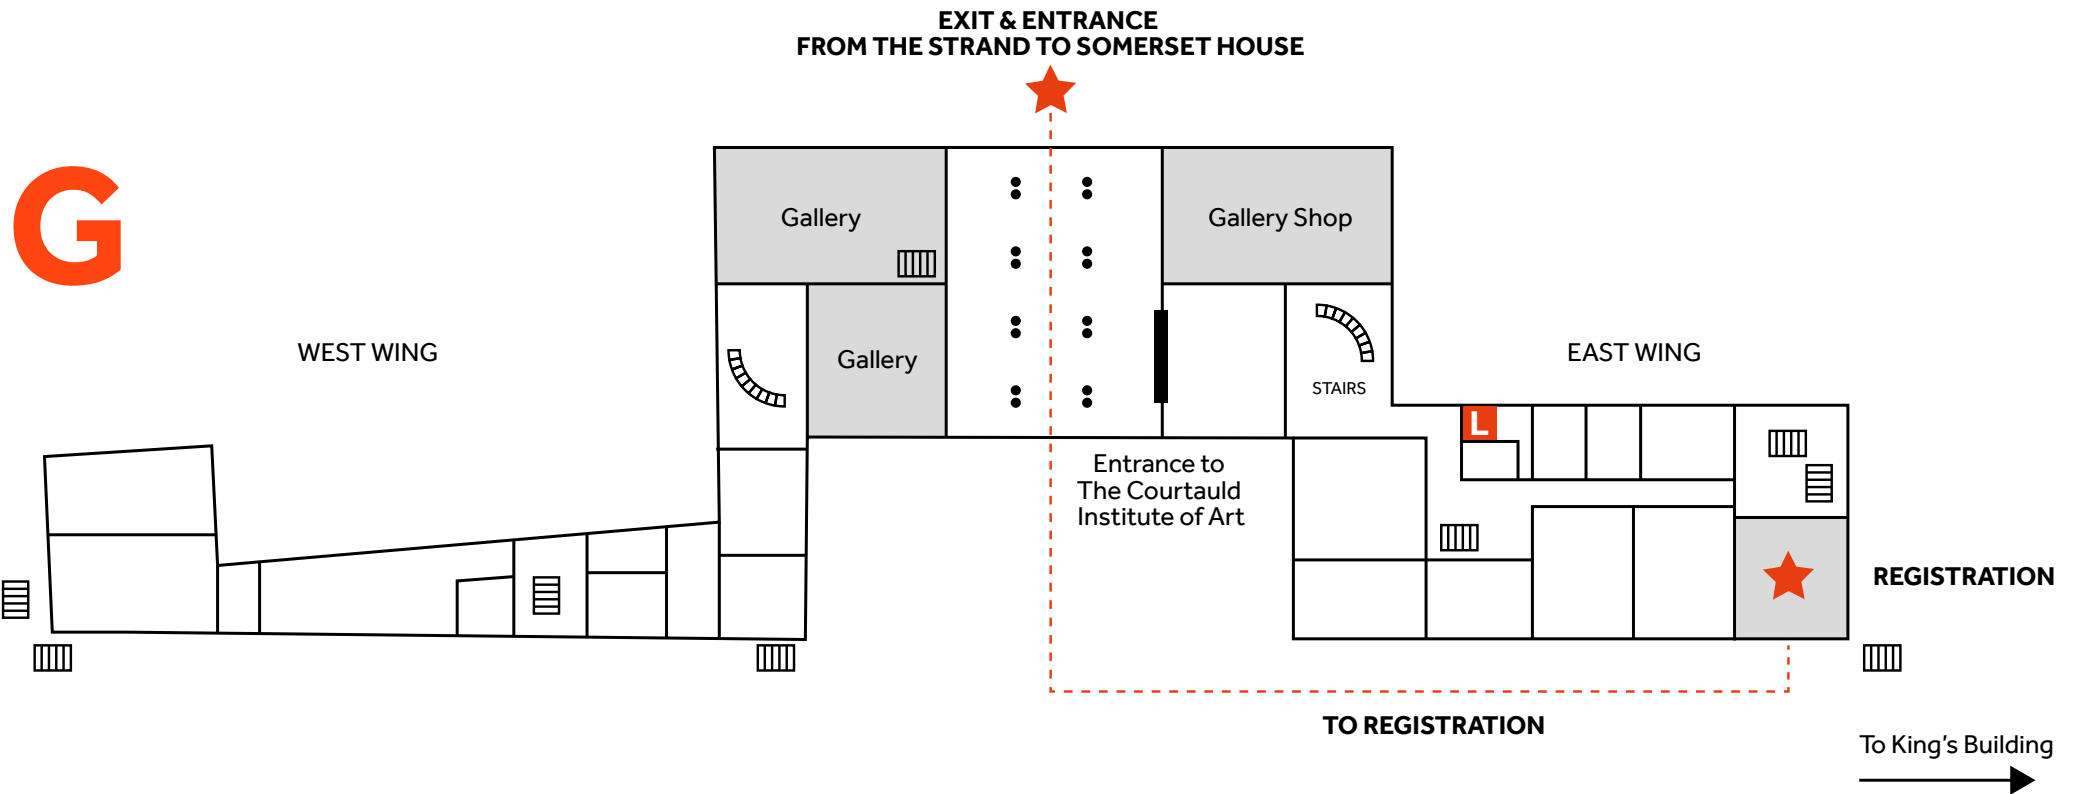 EXIT & ENTRANCE
FROM THE STRAND TO SOMERSET HOUSE
G
Gallery
Gallery Shop
WEST WING
Gallery
STAIRS
EAST WING
L
Entrance to
The Courtauld
Institute of Art
REGISTRATION
TO REGISTRATION
To King’s Building